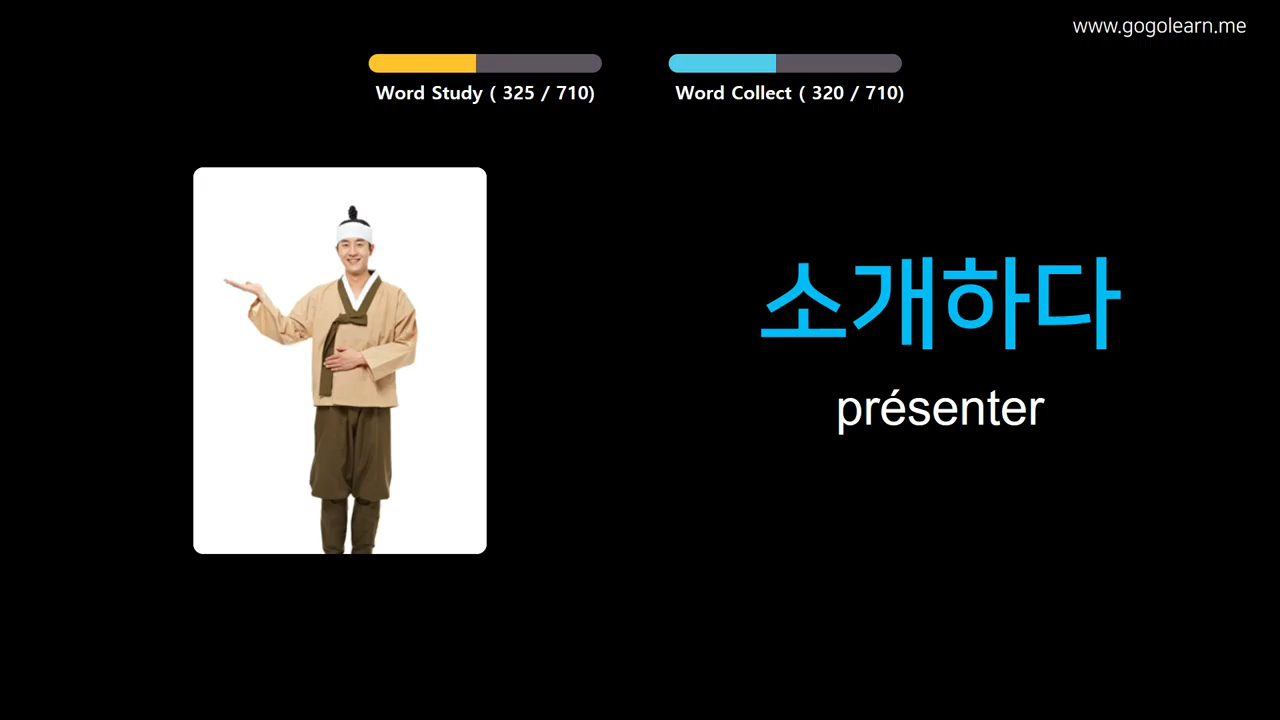 www.gogolearn.me
Word Study ( 325 / 710)
Word Collect ( 320 / 710)
소개하다
présenter